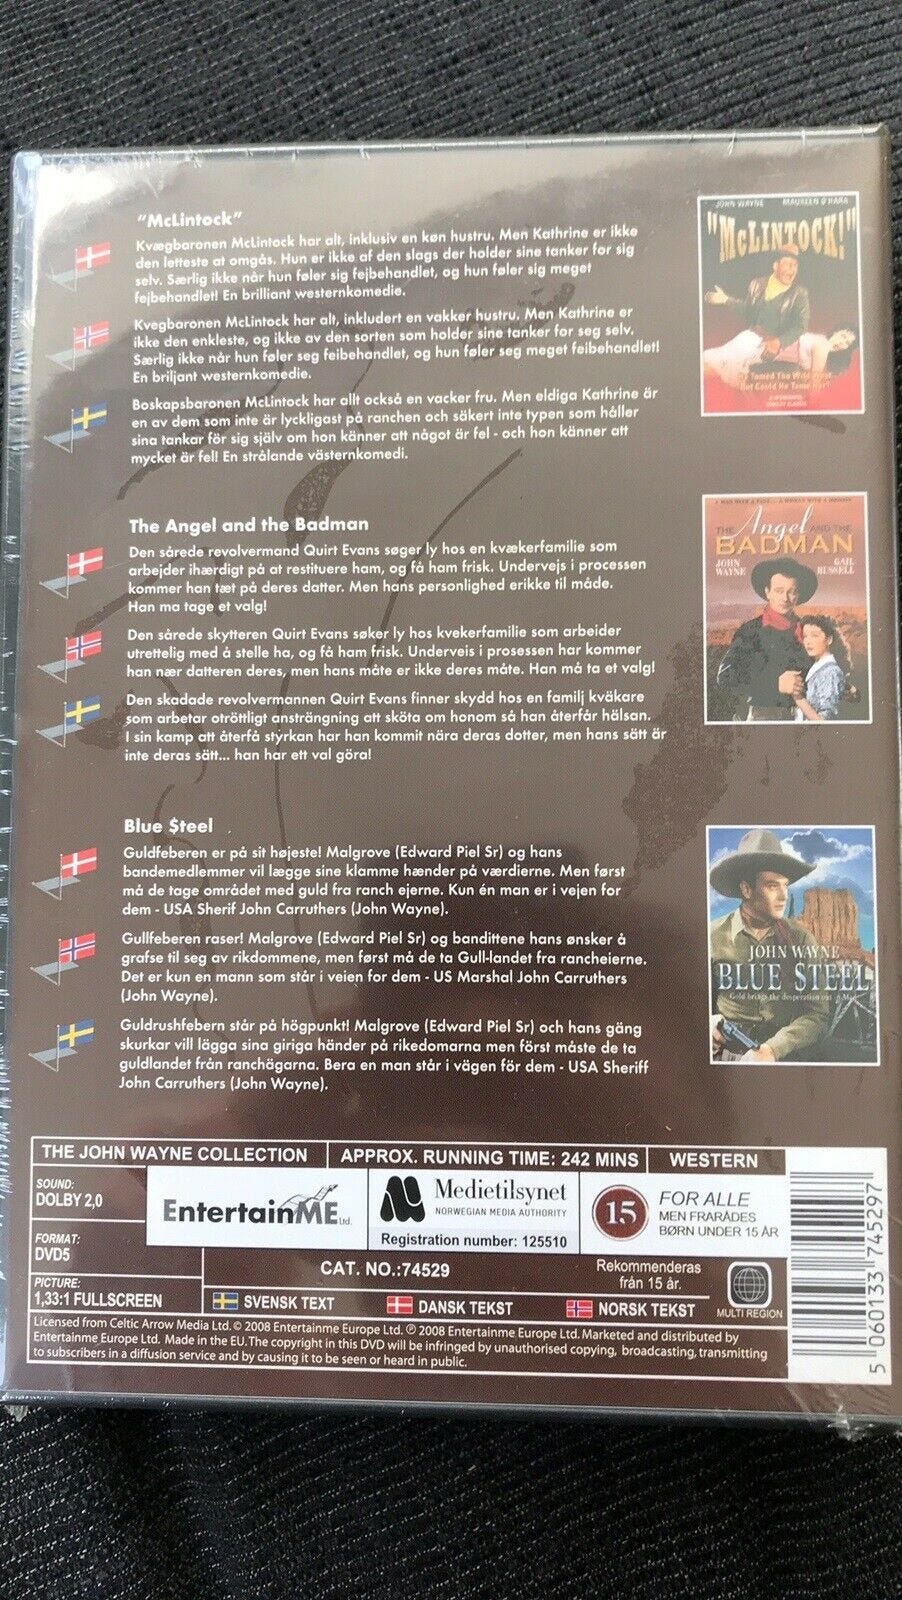 "McLintock"
Kvægbaronen McLintock har alt, inklusiv en køn hustru. Men Kathrine er ikke
den letteste at omgås. Hun er ikke af den slags der holder sine tanker for sig
selv. Særlig ikke når hun føler sig fejbehandlet, og hun føler sig meget
fejbehandlet! En brilliant westernkomedie.
Kvegbaronen McLintock har alt, inkludert en vakker hustru. Men Kathrine er
ikke den enkleste, og ikke av den sorten som holder sine tanker for seg selv.
Særlig ikke når hun føler seg feibehandlet, og hun føler seg meget feibehandlet!
En briljant westernkomedie.
Boskapsbaronen McLintock har allt också en vacker fru. Men eldiga Kathrine är
en av dem som inte är lyckligast på ranchen och säkert inte typen som håller
sina tankar för sig själv om hon känner att något är fel - och hon känner att
mycket är fel! En strålande västernkomedi.
JOHN WAYNE MAUREEN O'HARA
"McLINTOCK!"
He Tamed The Wild West
But Could He Tame Her?
The Angel and the Badman
Den sårede revolvermand Quirt Evans søger ly hos en kvækerfamilie som
arbejder ihærdigt på at restituere ham, og få ham frisk. Undervejs i processen
kommer han tæt på deres datter. Men hans personlighed erikke til måde.
Han ma tage et valg!
Den sårede skytteren Quirt Evans søker ly hos kvekerfamilie som arbeider
utrettelig med å stelle ha, og få ham frisk. Underveis i prosessen har kommer
han nær datteren deres, men hans måte er ikke deres måte. Han må ta et valg!
Den skadade revolvermannen Quirt Evans finner skydd hos en familj kväkare
som arbetar otröttligt ansträngning att sköta om honom så han återfår hälsan.
I sin kamp att återfå styrkan har han kommit nära deras dotter, men hans sätt är
inte deras sätt... han har ett val göra!
THE Angel AND THE
BADMAN
JOHN WAYNE
GAIL RUSSELL
Blue $teel
Guldfeberen er på sit højeste! Malgrove (Edward Piel Sr) og hans
bandemedlemmer vil lægge sine klamme hænder på værdierne. Men først
må de tage området med guld fra ranch ejerne. Kun én man er i vejen for
dem - USA Sherif John Carruthers (John Wayne).
Gullfeberen raser! Malgrove (Edward Piel Sr) og bandittene hans ønsker å
grafse til seg av rikdommene, men først må de ta Gull-landet fra rancheierne.
Det er kun en mann som står i veien for dem - US Marshal John Carruthers
(John Wayne).
Guldrushfebern står på högpunkt! Malgrove (Edward Piel Sr) och hans gäng
skurkar vill lägga sina giriga händer på rikedomarna men först måste de ta
guldlandet från ranchägarna. Bera en man står i vägen för dem - USA Sheriff
John Carruthers (John Wayne).
JOHN WAYNE
BLUE STEEL
Gold brings the desperation out
THE JOHN WAYNE COLLECTION
APPROX. RUNNING TIME: 242 MINS
WESTERN
SOUND:
DOLBY 2,0
FORMAT:
DVD5
PICTURE:
1,33:1 FULLSCREEN
EntertainME Ltd.
Medietilsynet
NORWEGIAN MEDIA AUTHORITY
Registration number: 125510
15
FOR ALLE
MEN FRARÅDES
BØRN UNDER 15 ÅR
CAT. NO.:74529
Rekommenderas
från 15 år.
SVENSK TEXT
DANSK TEKST
NORSK TEKST
MULTI REGION
Licensed from Celtic Arrow Media Ltd. © 2008 Entertainme Europe Ltd. ℗ 2008 Entertainme Europe Ltd. Marketed and distributed by
Entertainme Europe Ltd. Made in the EU. The copyright in this DVD will be infringed by unauthorised copying, broadcasting, transmitting
to subscribers in a diffusion service and by causing it to be seen or heard in public.
5 060133 745297